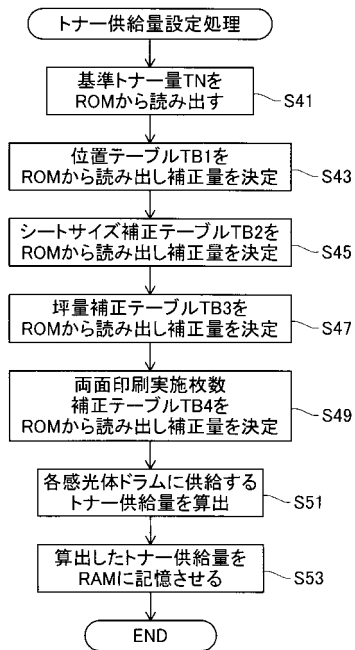 トナー供給量設定処理
基準トナー量TNを
ROMから読み出す
S41
位置テーブルTB1を
ROMから読み出し補正量を決定
S43
シートサイズ補正テーブルTB2を
ROMから読み出し補正量を決定
S45
坪量補正テーブルTB3を
ROMから読み出し補正量を決定
S47
両面印刷実施枚数
補正テーブルTB4を
ROMから読み出し補正量を決定
S49
各感光体ドラムに供給する
トナー供給量を算出
S51
算出したトナー供給量を
RAMに記憶させる
S53
END